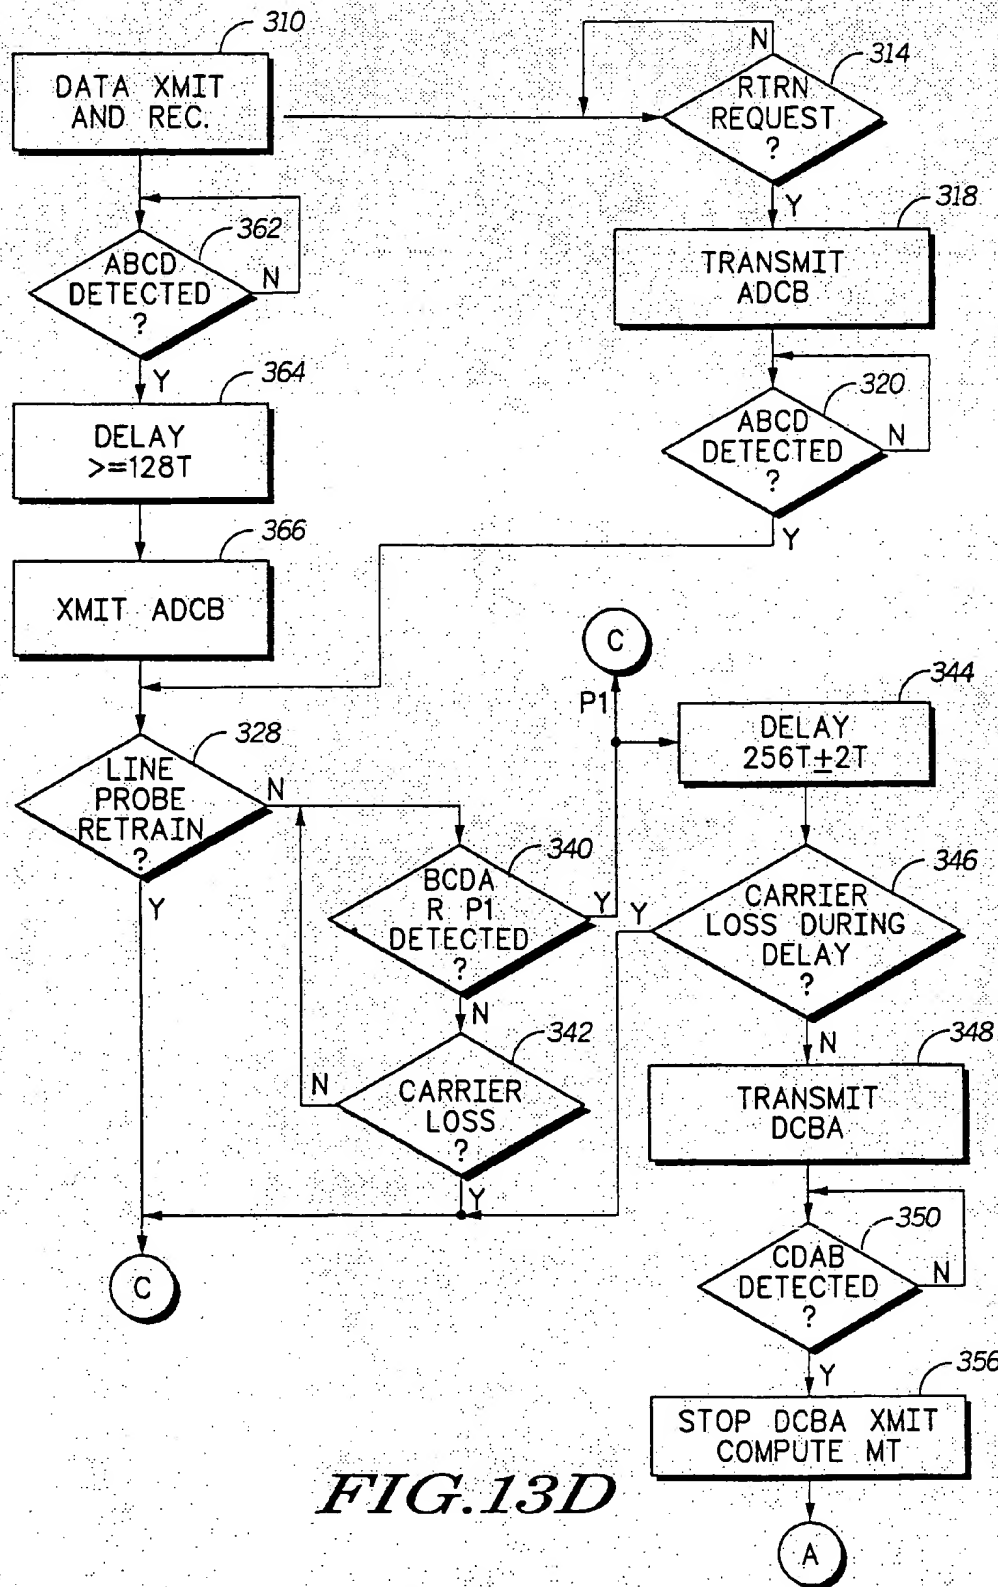 310
DATA XMIT
AND REC.
N
314
RTRN
REQUEST
?
Y
318
TRANSMIT
ADCB
362
ABCD
DETECTED
?
N
Y
320
ABCD
DETECTED
?
N
Y
364
DELAY
>=128T
366
XMIT ADCB
C
P1
344
DELAY
256T±2T
328
LINE
PROBE
RETRAIN
?
N
Y
340
BCDA
R P1
DETECTED
?
Y
N
346
CARRIER
LOSS DURING
DELAY
?
Y
N
342
CARRIER
LOSS
?
N
Y
348
TRANSMIT
DCBA
350
CDAB
DETECTED
?
N
Y
C
356
STOP DCBA XMIT
COMPUTE MT
A
FIG.13D